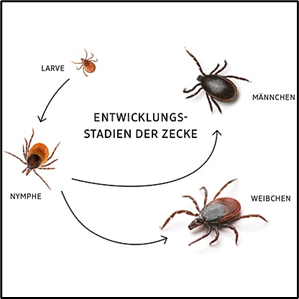 LARVE
ENTWICKLUNGS-
STADIEN DER ZECKE
MÄNNCHEN
NYMPHE
WEIBCHEN